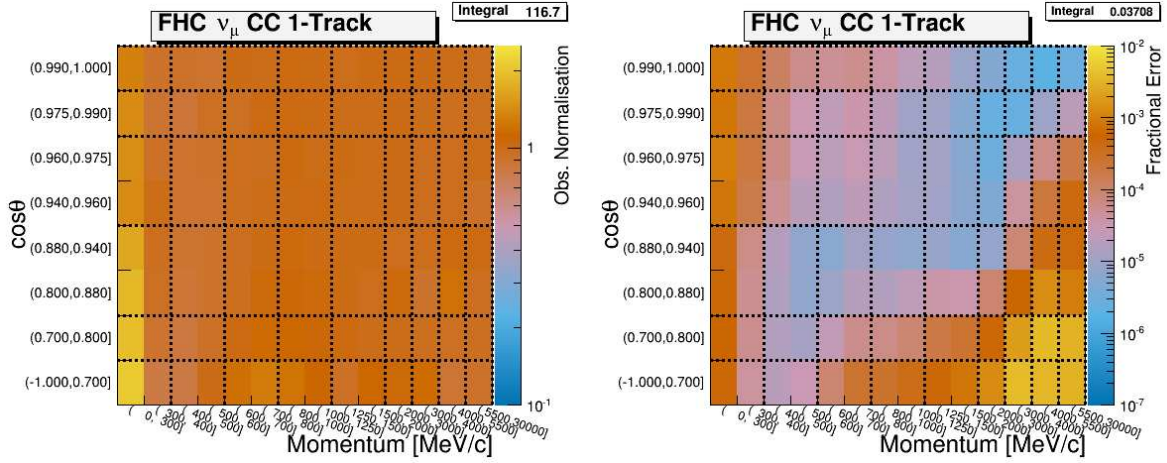 FHC νμ CC 1-Track
Integral 116.7
(0.990,1.000]
(0.975,0.990]
(0.960,0.975]
(0.940,0.960]
(0.880,0.940]
(0.800,0.880]
(0.700,0.800]
(-1.000,0.700]
cosθ
Momentum [MeV/c]
1
10-1
Obs. Normalisation
FHC νμ CC 1-Track
Integral 0.03708
(0.990,1.000]
(0.975,0.990]
(0.960,0.975]
(0.940,0.960]
(0.880,0.940]
(0.800,0.880]
(0.700,0.800]
(-1.000,0.700]
cosθ
Momentum [MeV/c]
10-2
10-3
10-4
10-5
10-6
10-7
Fractional Error